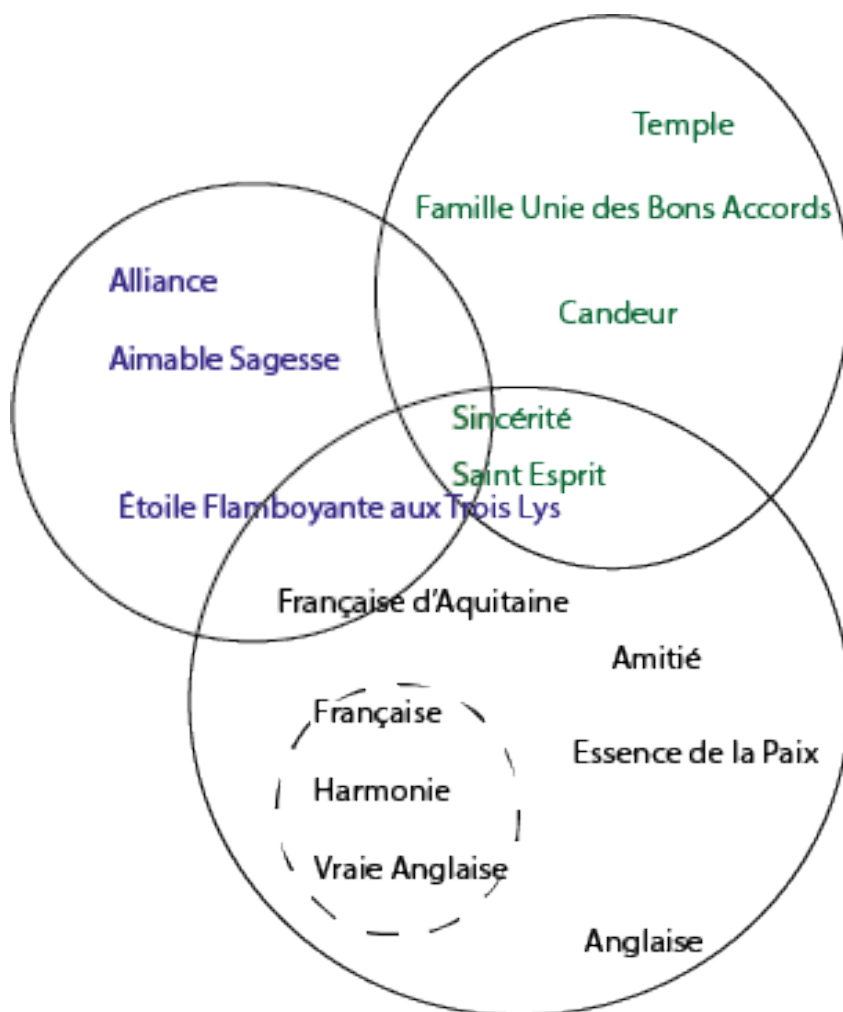 Temple
Famille Unie des Bons Accords
Alliance
Candeur
Aimable Sagesse
Sincérité
Saint Esprit
Étoile Flamboyante aux Trois Lys
Française d'Aquitaine
Amitié
Française
Essence de la Paix
Harmonie
Vraie Anglaise
Anglaise